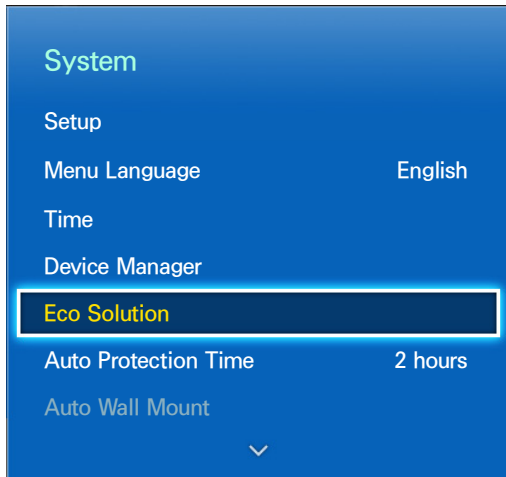 System
Setup
Menu Language English
Time
Device Manager
Eco Solution
Auto Protection Time 2 hours
Auto Wall Mount